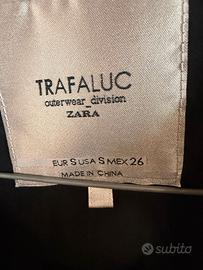 TRAFALUC
outerwear_division
ZARA
EUR S USA S MEX 26
MADE IN CHINA
subito